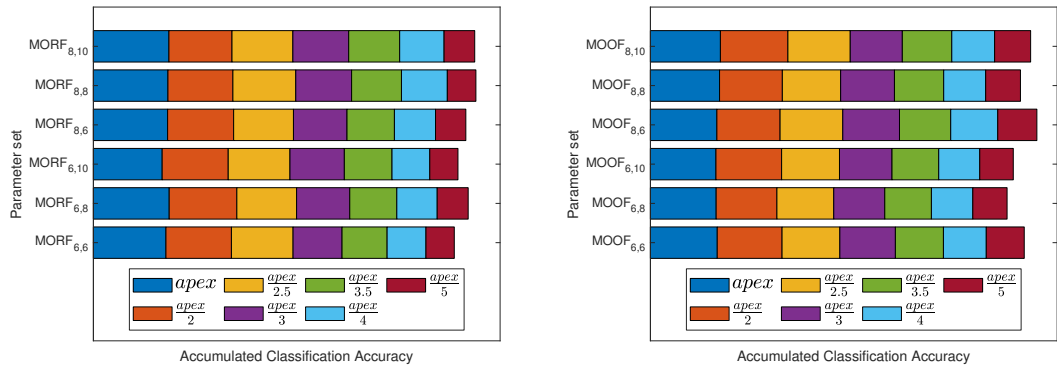 MORF8,10
MORF8,8
MORF8,6
MORF6,10
MORF6,8
MORF6,6
Parameter set
apex
apex/2.5
apex/3.5
apex/5
apex/2
apex/3
apex/4
Accumulated Classification Accuracy
MOOF8,10
MOOF8,8
MOOF8,6
MOOF6,10
MOOF6,8
MOOF6,6
Parameter set
apex
apex/2.5
apex/3.5
apex/5
apex/2
apex/3
apex/4
Accumulated Classification Accuracy